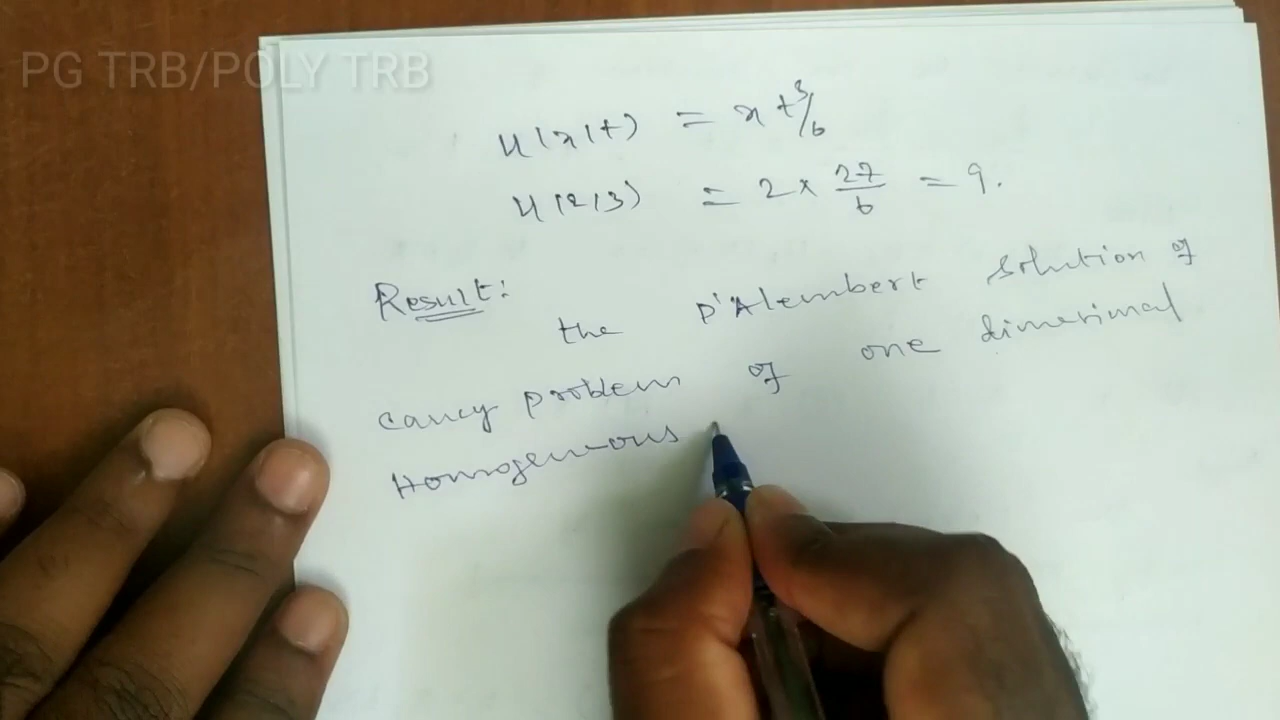 PG TRB/POLY TRB
u(x,t) = x t³/6
u(2,3) = 2 × 27/6 = 9.
Result:
the D'Alembert solution of
caucy problem of one dimensional
Homogeneous